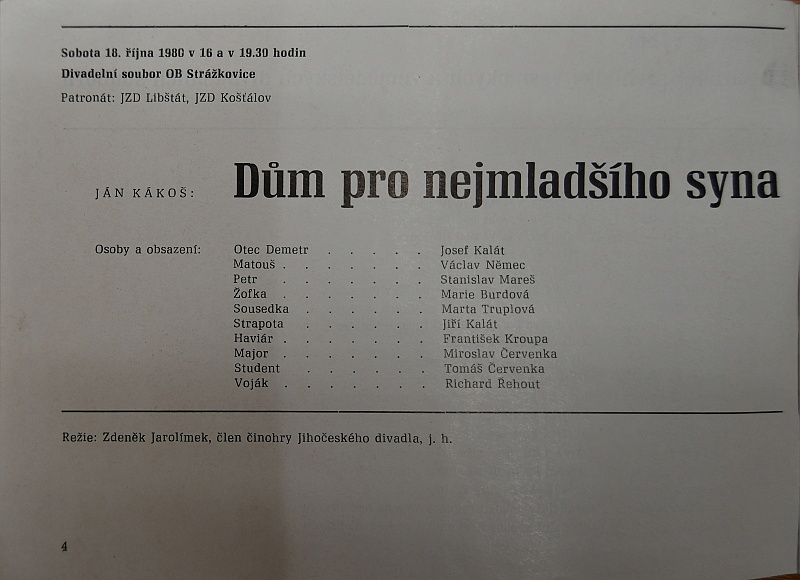 Sobota 18. října 1980 v 16 a v 19.30 hodin
Divadelní soubor OB Strážkovice
Patronát: JZD Libštát, JZD Košťálov
JÁN KÁKOŠ: Dům pro nejmladšího syna
Osoby a obsazení: Otec Demetr . . . . . Josef Kalát
Matouš . . . . . . . Václav Němec
Petr . . . . . . . Stanislav Mareš
Žofka . . . . . . . Marie Burdová
Sousedka . . . . . . Marta Truplová
Strapota . . . . . . Jiří Kalát
Haviár . . . . . . . František Kroupa
Major . . . . . . . Miroslav Červenka
Student . . . . . . Tomáš Červenka
Voják . . . . . . . Richard Řehout
Režie: Zdeněk Jarolímek, člen činohry Jihočeského divadla, j. h.
4